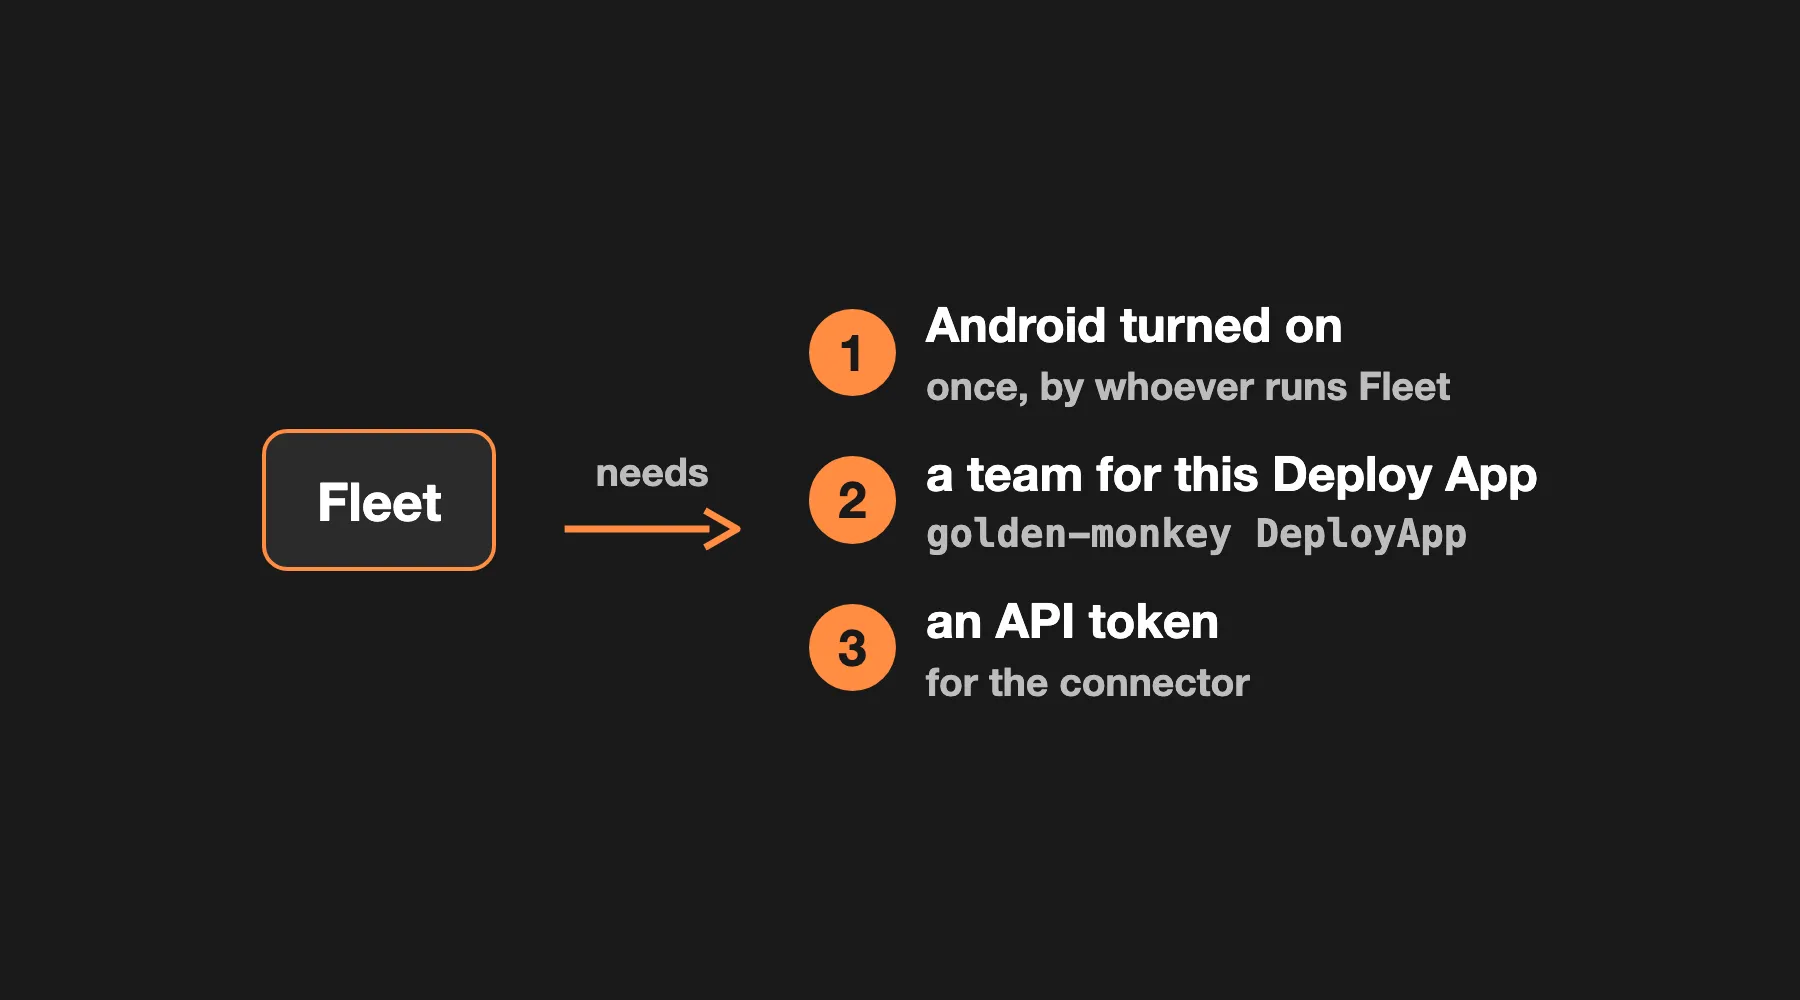 Fleet
needs
1
Android turned on
once, by whoever runs Fleet
2
a team for this Deploy App
golden-monkey DeployApp
3
an API token
for the connector